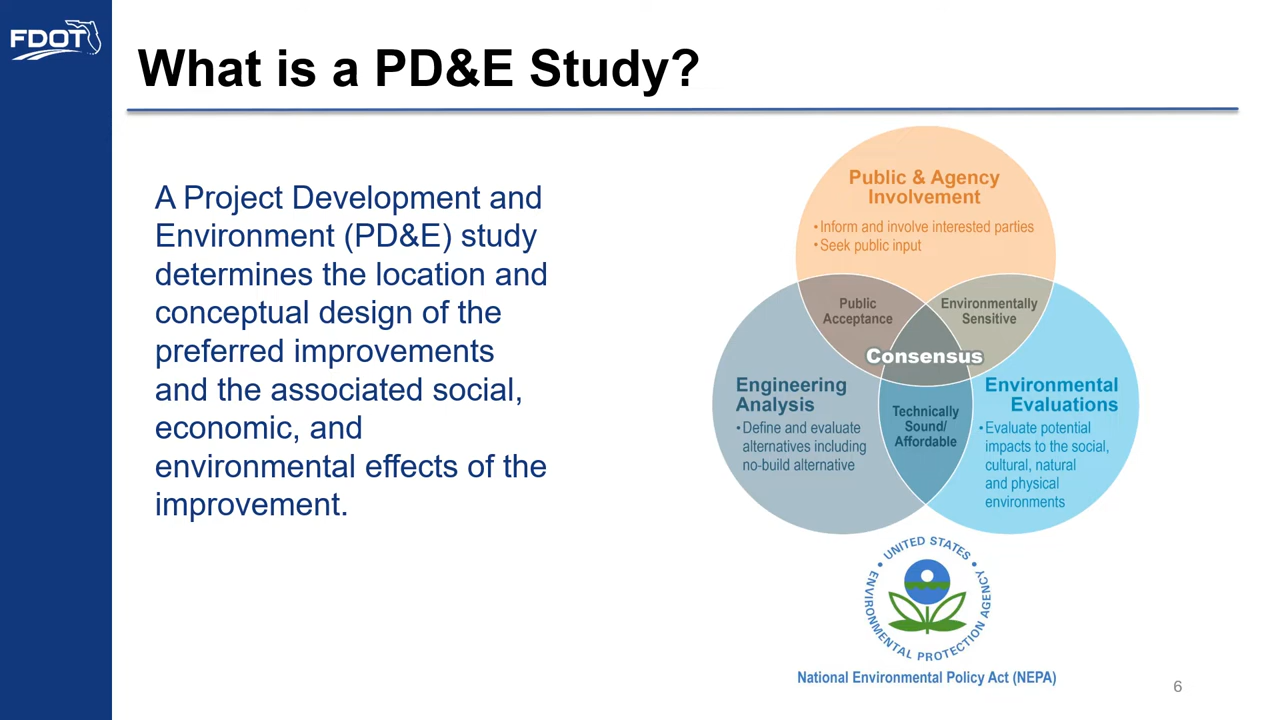 FDOT
What is a PD&E Study?
A Project Development and
Environment (PD&E) study
determines the location and
conceptual design of the
preferred improvements
and the associated social,
economic, and
environmental effects of the
improvement.
Public & Agency
Involvement
•Inform and involve interested parties
•Seek public input
Public
Acceptance
Environmentally
Sensitive
Consensus
Engineering
Analysis
•Define and evaluate
alternatives including
no-build alternative
Technically
Sound/
Affordable
Environmental
Evaluations
•Evaluate potential
impacts to the social,
cultural, natural
and physical
environments
• UNITED STATES •
ENVIRONMENTAL PROTECTION AGENCY
National Environmental Policy Act (NEPA)
6